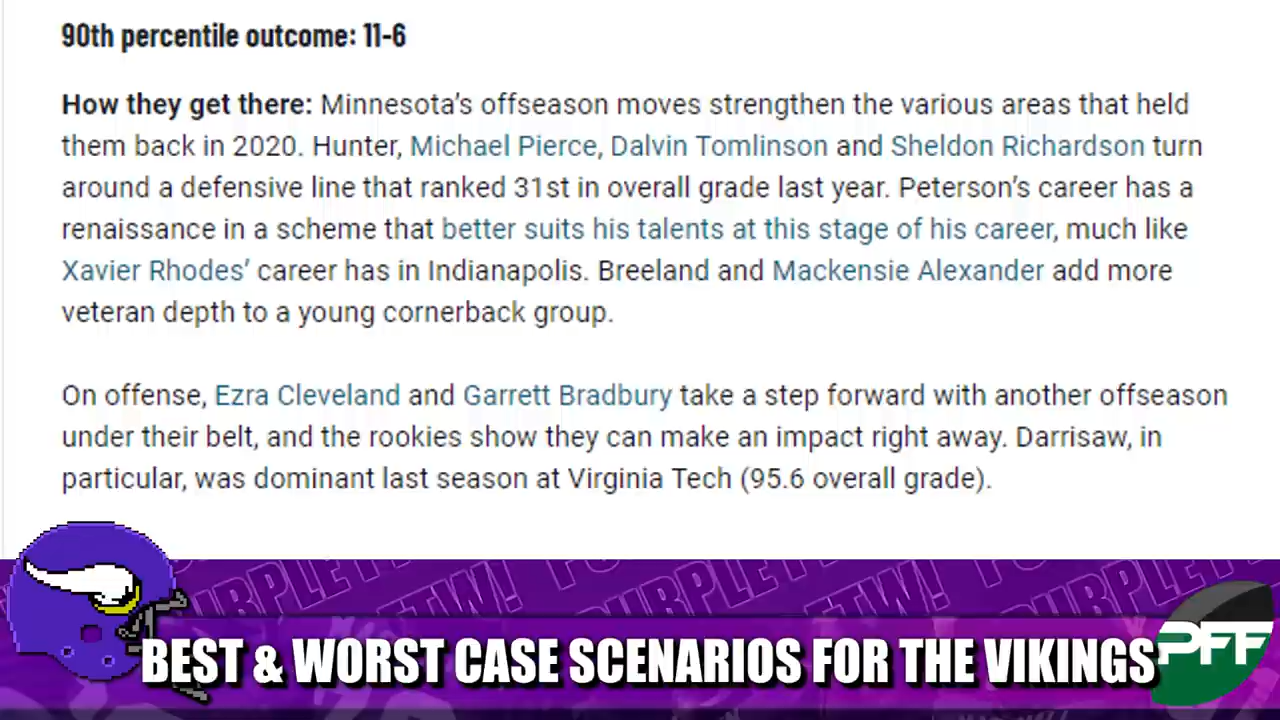 90th percentile outcome: 11-6
How they get there: Minnesota's offseason moves strengthen the various areas that held
them back in 2020. Hunter, Michael Pierce, Dalvin Tomlinson and Sheldon Richardson turn
around a defensive line that ranked 31st in overall grade last year. Peterson's career has a
renaissance in a scheme that better suits his talents at this stage of his career, much like
Xavier Rhodes' career has in Indianapolis. Breeland and Mackensie Alexander add more
veteran depth to a young cornerback group.
On offense, Ezra Cleveland and Garrett Bradbury take a step forward with another offseason
under their belt, and the rookies show they can make an impact right away. Darrisaw, in
particular, was dominant last season at Virginia Tech (95.6 overall grade).
BEST & WORST CASE SCENARIOS FOR THE VIKINGS
PFF